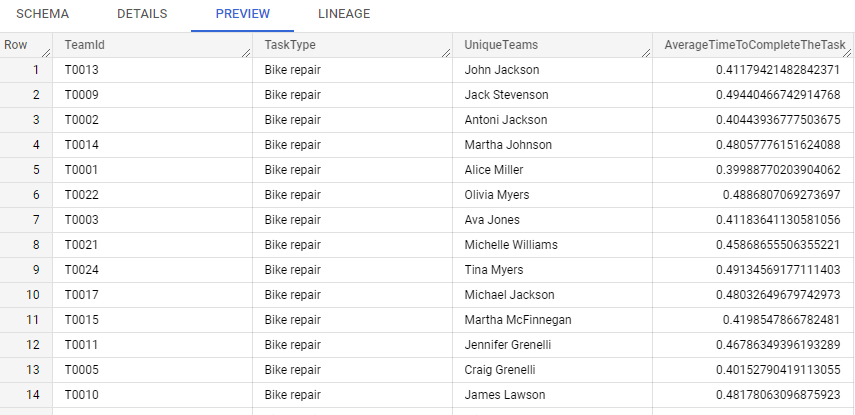 SCHEMA DETAILS PREVIEW LINEAGE
Row TeamId TaskType UniqueTeams AverageTimeToCompleteTheTask
1 T0013 Bike repair John Jackson 0.41179421482842371
2 T0009 Bike repair Jack Stevenson 0.49440466742914768
3 T0002 Bike repair Antoni Jackson 0.40443936777503675
4 T0014 Bike repair Martha Johnson 0.48057776151624088
5 T0001 Bike repair Alice Miller 0.39988770203904062
6 T0022 Bike repair Olivia Myers 0.4886807069273697
7 T0003 Bike repair Ava Jones 0.41183641130581056
8 T0021 Bike repair Michelle Williams 0.45868655506355221
9 T0024 Bike repair Tina Myers 0.49134569177111403
10 T0017 Bike repair Michael Jackson 0.48032649679742973
11 T0015 Bike repair Martha McFinnegan 0.4198547866782481
12 T0011 Bike repair Jennifer Grenelli 0.46786349396193289
13 T0005 Bike repair Craig Grenelli 0.40152790419113055
14 T0010 Bike repair James Lawson 0.48178063096875923